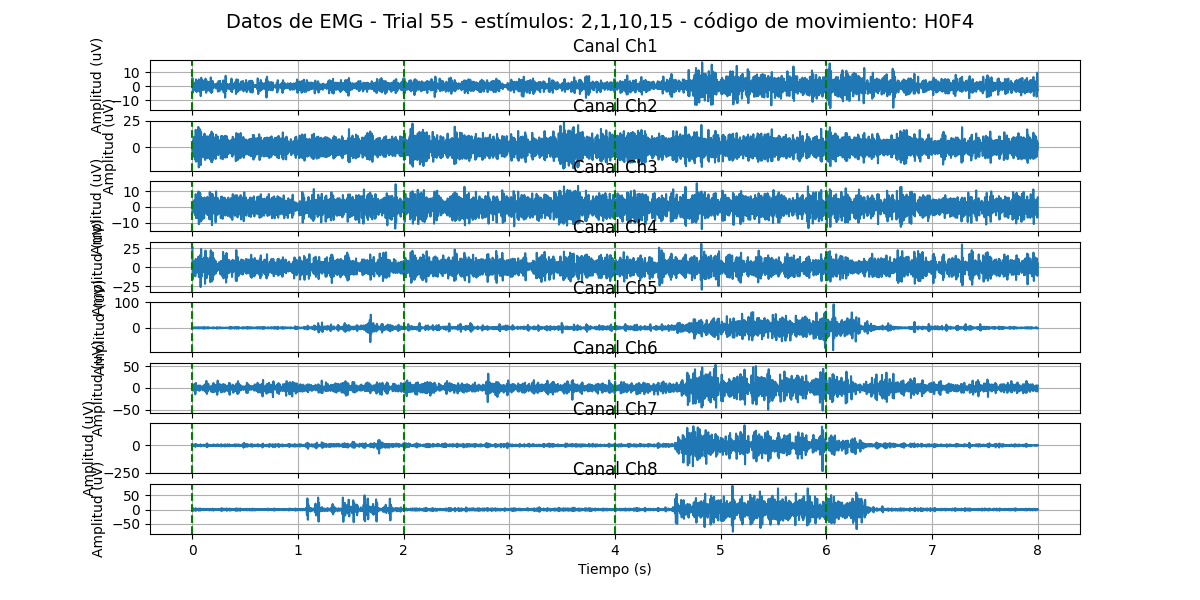 Datos de EMG - Trial 55 - estímulos: 2,1,10,15 - código de movimiento: H0F4
Canal Ch1
Amplitud (uV)
10
0
−10
Canal Ch2
Amplitud (uV)
25
0
Canal Ch3
Amplitud (uV)
10
0
−10
Canal Ch4
Amplitud (uV)
25
0
−25
Canal Ch5
Amplitud (uV)
100
0
Canal Ch6
Amplitud (uV)
50
0
−50
Canal Ch7
Amplitud (uV)
0
−250
Canal Ch8
Amplitud (uV)
50
0
−50
0 1 2 3 4 5 6 7 8
Tiempo (s)